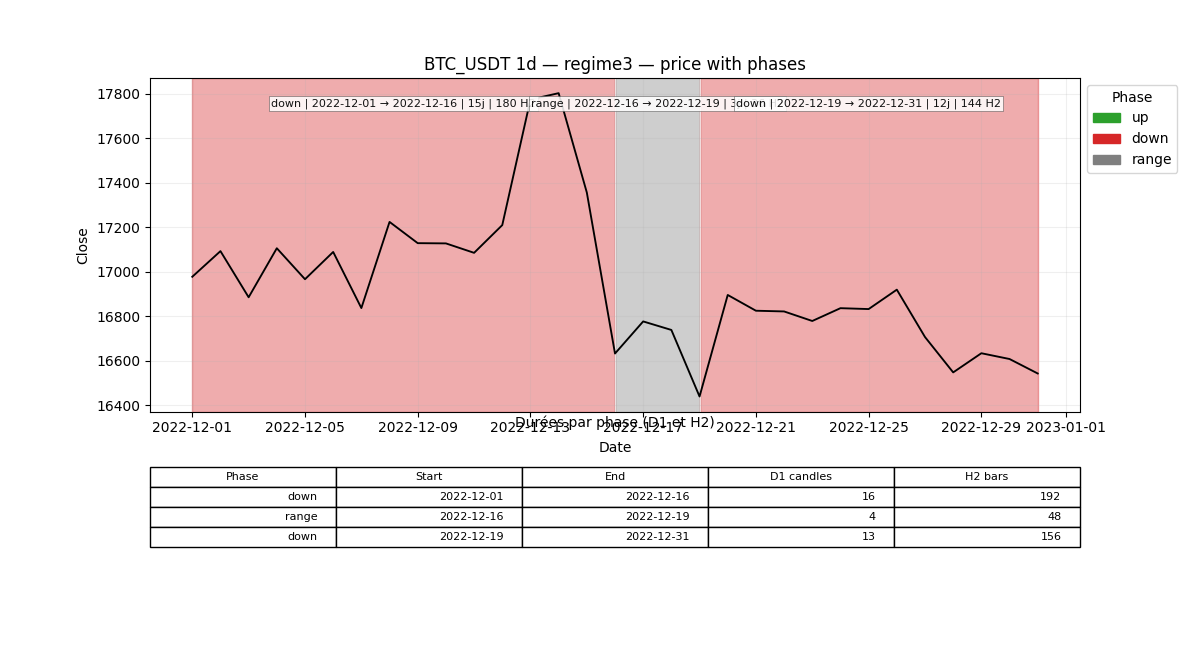 BTC_USDT 1d — regime3 — price with phases
17800
17600
17400
17200
17000
16800
16600
16400
Close
down | 2022-12-01 → 2022-12-16 | 15j | 180 H
range | 2022-12-16 → 2022-12-19 | 3
down | 2022-12-19 → 2022-12-31 | 12j | 144 H2
Phase
up
down
range
2022-12-01 2022-12-05 2022-12-09 2022-12-13 2022-12-17 2022-12-21 2022-12-25 2022-12-29 2023-01-01
Durées par phase (D1 et H2)
Date
Phase Start End D1 candles H2 bars
down 2022-12-01 2022-12-16 16 192
range 2022-12-16 2022-12-19 4 48
down 2022-12-19 2022-12-31 13 156